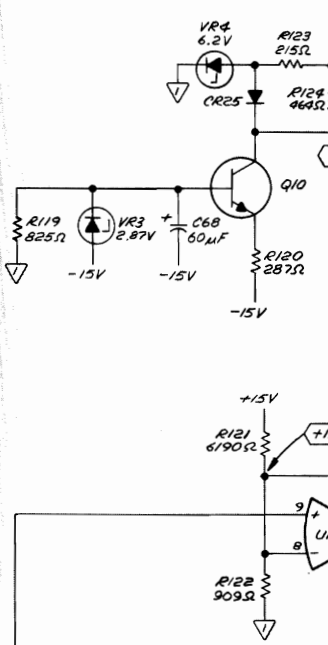 VR4
6.2V
R123
215Ω
CR25
R124
464Ω
Q10
R119
825Ω
VR3
2.87V
+
C68
60µF
R120
287Ω
-15V
-15V
-15V
+15V
R121
6190Ω
+1
9
+
8
-
R122
909Ω